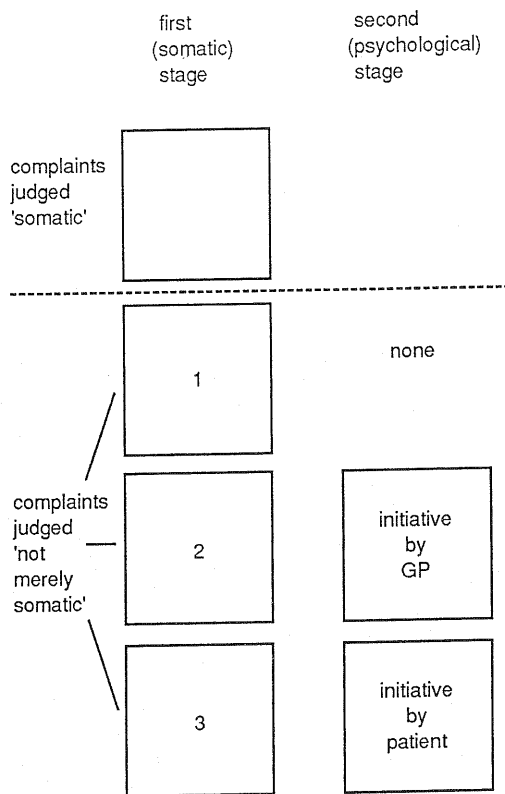 first
(somatic)
stage
second
(psychological)
stage
complaints
judged
'somatic'
1
none
complaints
judged
'not
merely
somatic'
2
initiative
by
GP
3
initiative
by
patient